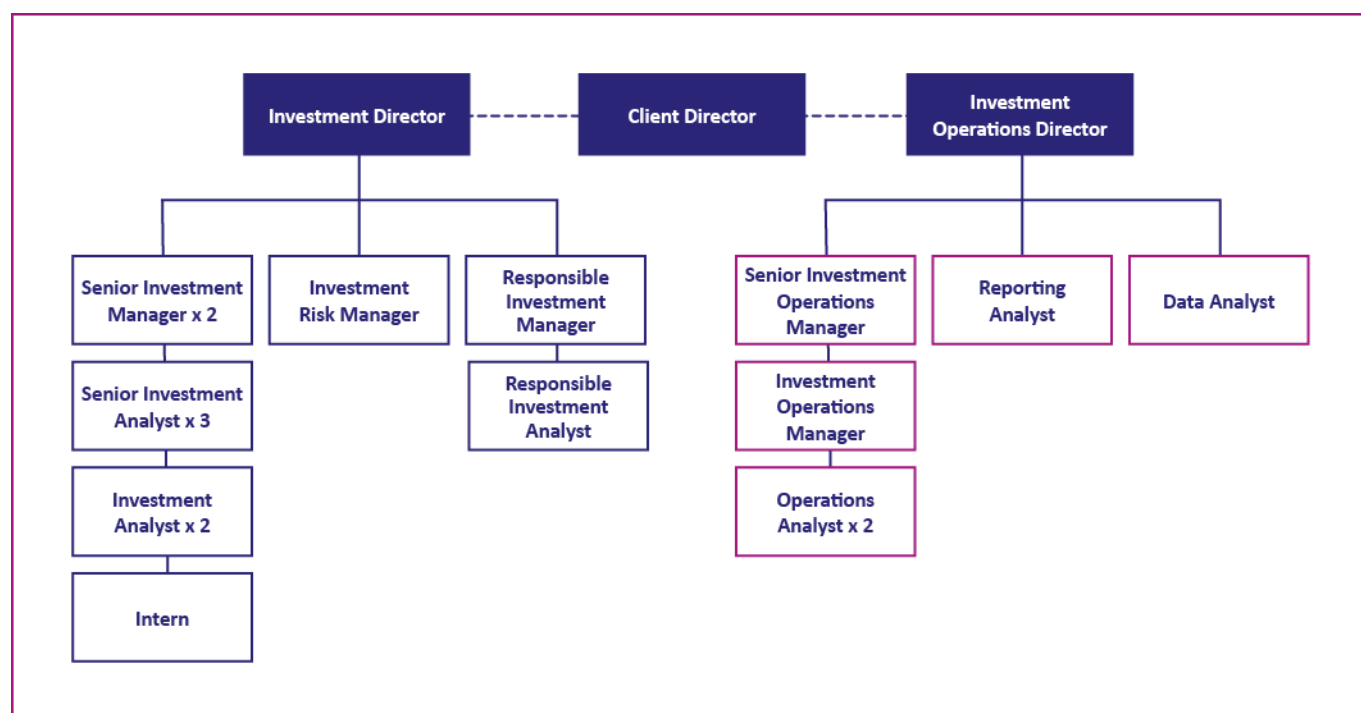 Investment Director
Client Director
Investment
Operations Director
Senior Investment
Manager x 2
Investment
Risk Manager
Responsible
Investment
Manager
Senior Investment
Operations
Manager
Reporting
Analyst
Data Analyst
Senior Investment
Analyst x 3
Responsible
Investment
Analyst
Investment
Operations
Manager
Investment
Analyst x 2
Operations
Analyst x 2
Intern